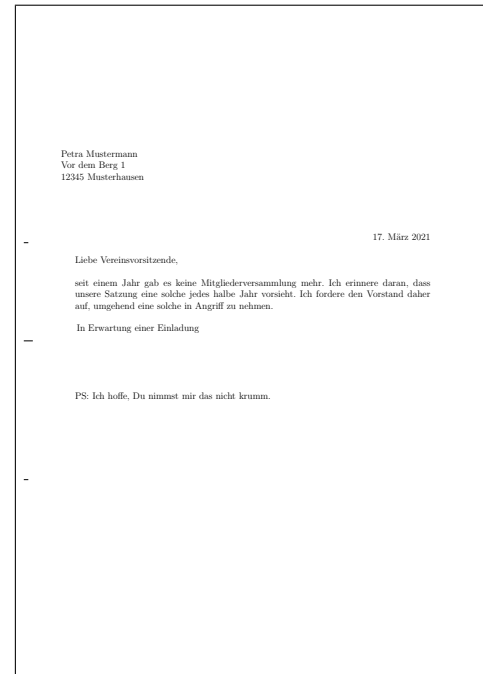 Petra Mustermann
Vor dem Berg 1
12345 Musterhausen
17. März 2021
Liebe Vereinsvorsitzende,
seit einem Jahr gab es keine Mitgliederversammlung mehr. Ich erinnere daran, dass
unsere Satzung eine solche jedes halbe Jahr vorsieht. Ich fordere den Vorstand daher
auf, umgehend eine solche in Angriff zu nehmen.
In Erwartung einer Einladung
PS: Ich hoffe, Du nimmst mir das nicht krumm.